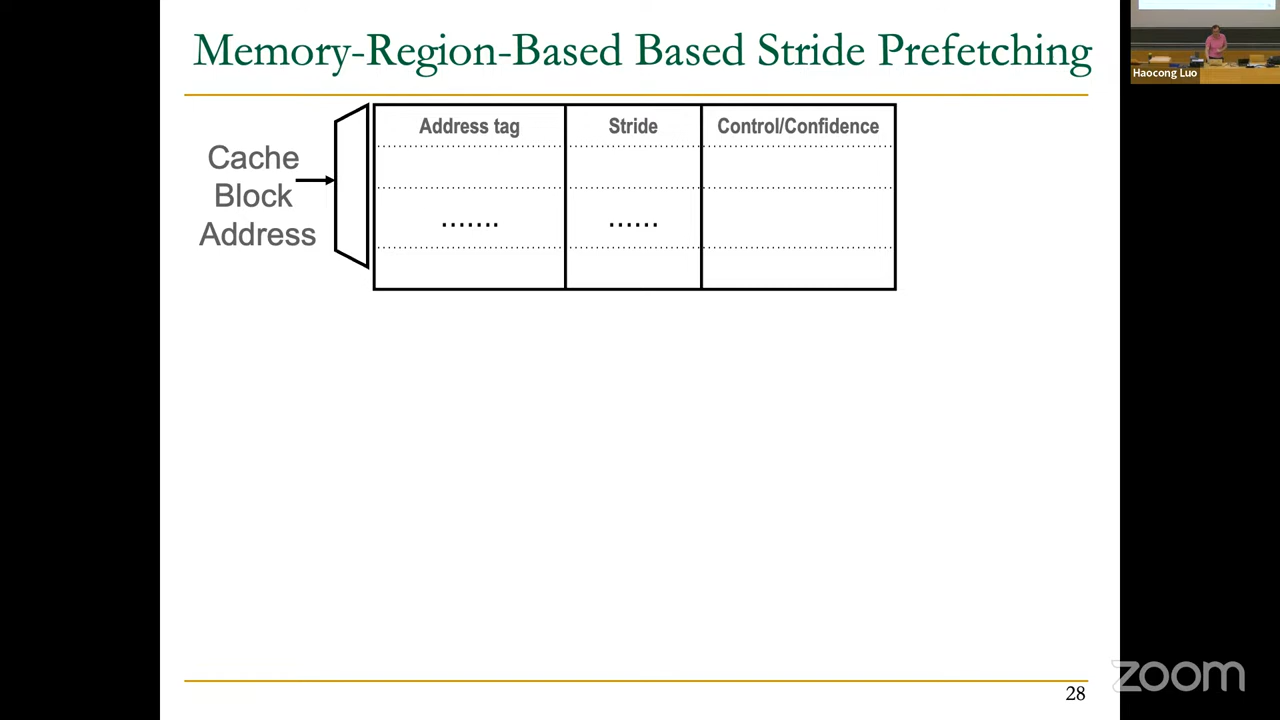 Memory-Region-Based Based Stride Prefetching
Haocong Luo
Cache
Block
Address
Address tag
Stride
Control/Confidence
.......
......
28
zoom